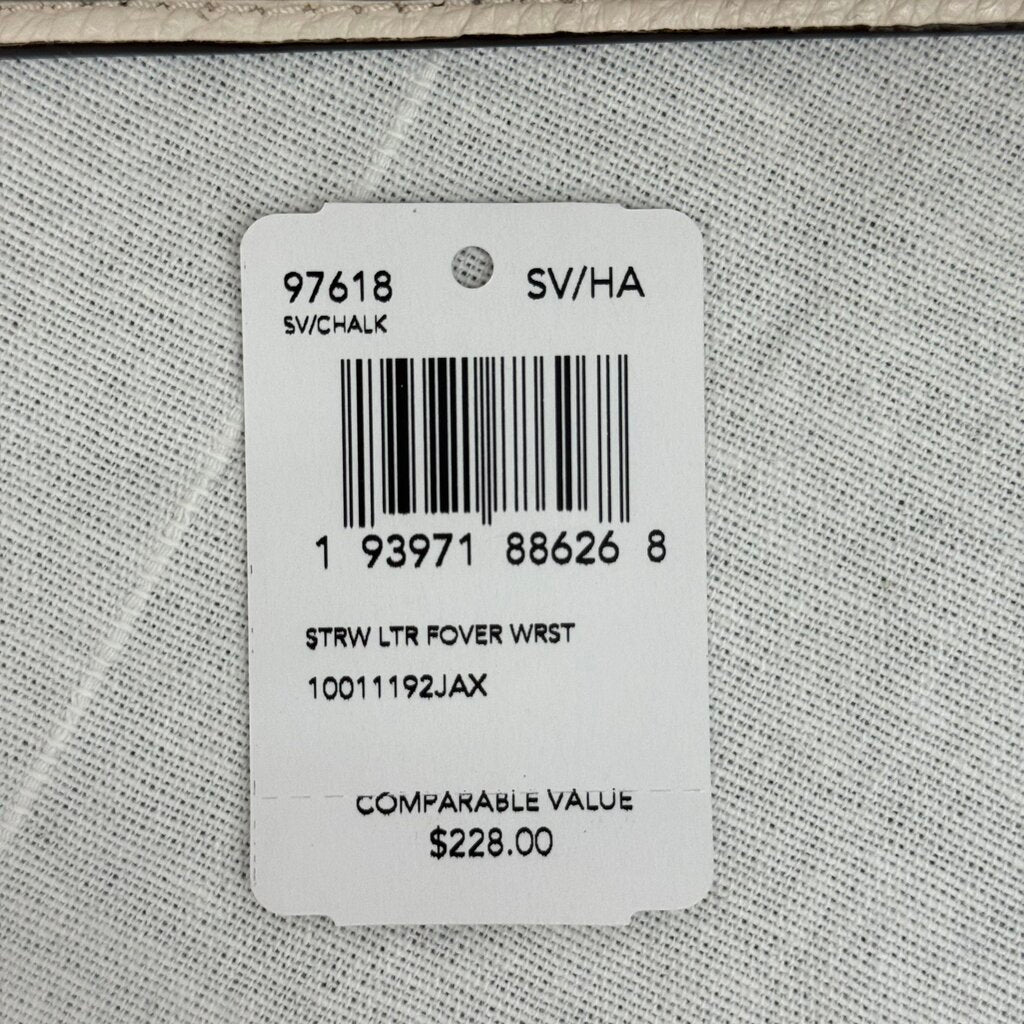 97618 SV/HA
SV/CHALK
1 93971 88626 8
STRW LTR FOVER WRST
10011192JAX
COMPARABLE VALUE
$228.00